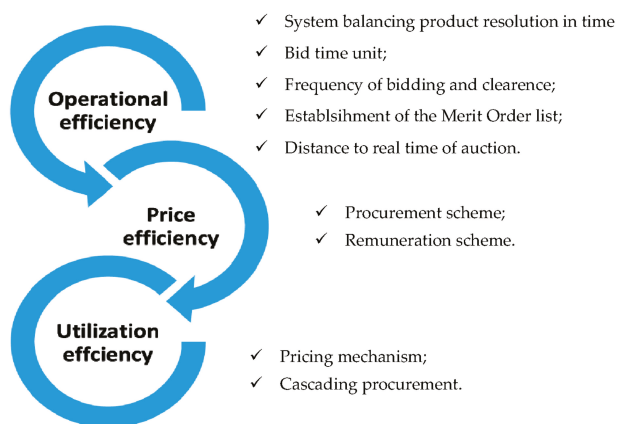 ✓ System balancing product resolution in time
✓ Bid time unit;
✓ Frequency of bidding and clearence;
✓ Establsihment of the Merit Order list;
✓ Distance to real time of auction.
Operational
efficiency
✓ Procurement scheme;
✓ Remuneration scheme.
Price
efficiency
✓ Pricing mechanism;
✓ Cascading procurement.
Utilization
effciency